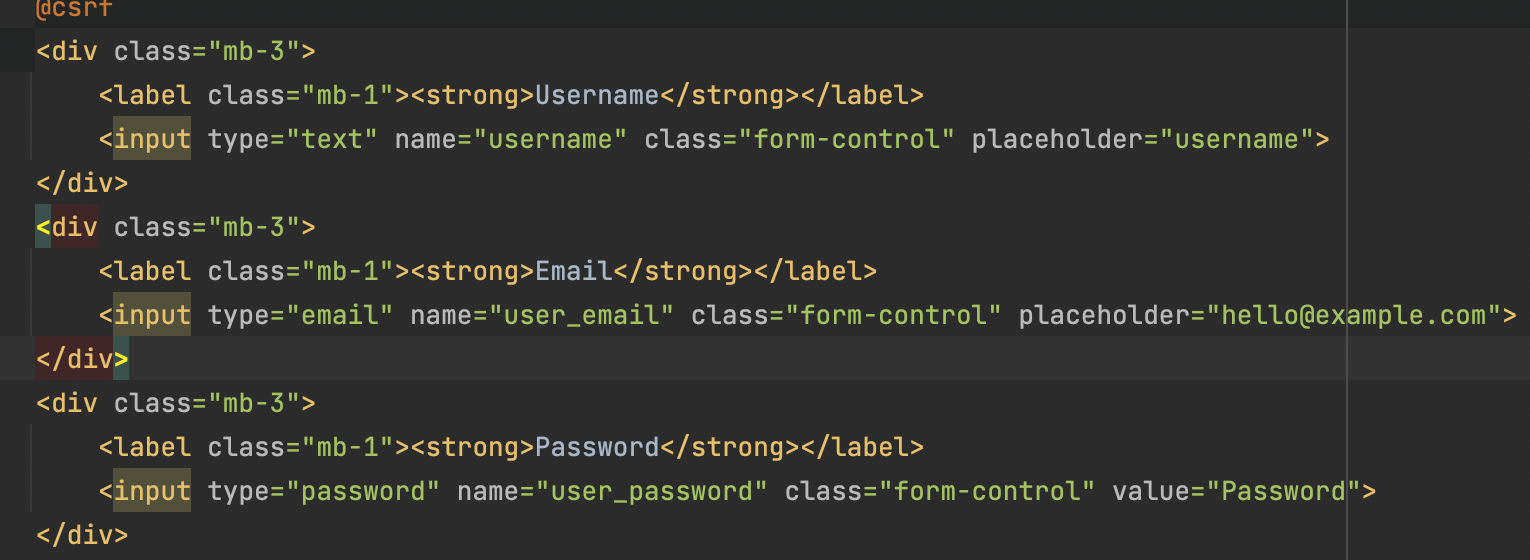 @csrf
<div class="mb-3">
<label class="mb-1"><strong>Username</strong></label>
<input type="text" name="username" class="form-control" placeholder="username">
</div>
<div class="mb-3">
<label class="mb-1"><strong>Email</strong></label>
<input type="email" name="user_email" class="form-control" placeholder="hello@example.com">
</div>
<div class="mb-3">
<label class="mb-1"><strong>Password</strong></label>
<input type="password" name="user_password" class="form-control" value="Password">
</div>